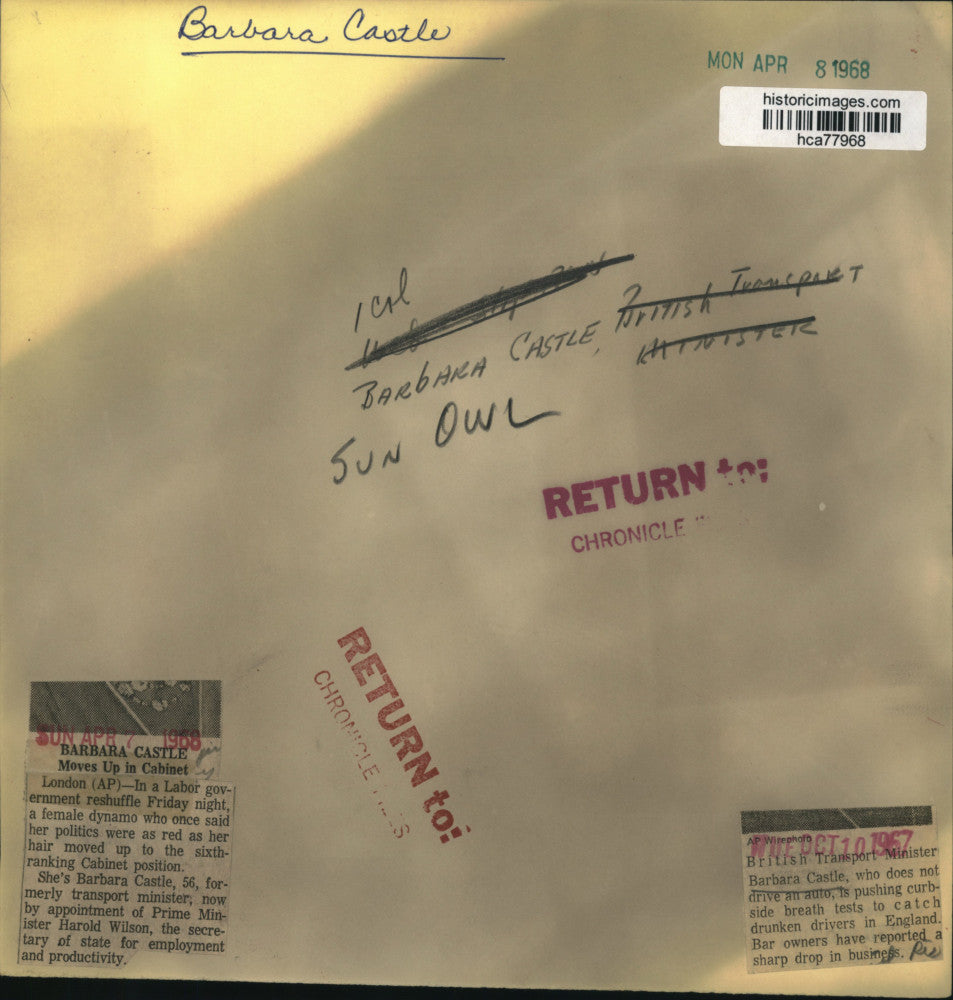 Barbara Castle
MON APR 8 1968
historicimages.com
hca77968
1 col
BARBARA CASTLE, BRITISH TRANSPORT
MINISTER
SUN OWL
RETURN to:
CHRONICLE
RETURN to:
CHRONICLE
SUN APR 7 1968
BARBARA CASTLE
Moves Up in Cabinet
London (AP)—In a Labor gov-
ernment reshuffle Friday night,
a female dynamo who once said
her politics were as red as her
hair moved up to the sixth-
ranking Cabinet position.
She's Barbara Castle, 56, for-
merly transport minister, now
by appointment of Prime Min-
ister Harold Wilson, the secre-
tary of state for employment
and productivity.
AP Wirephoto
OCT 10 1967
British Transport Minister
Barbara Castle, who does not
drive an auto, is pushing curb-
side breath tests to catch
drunken drivers in England.
Bar owners have reported a
sharp drop in business.